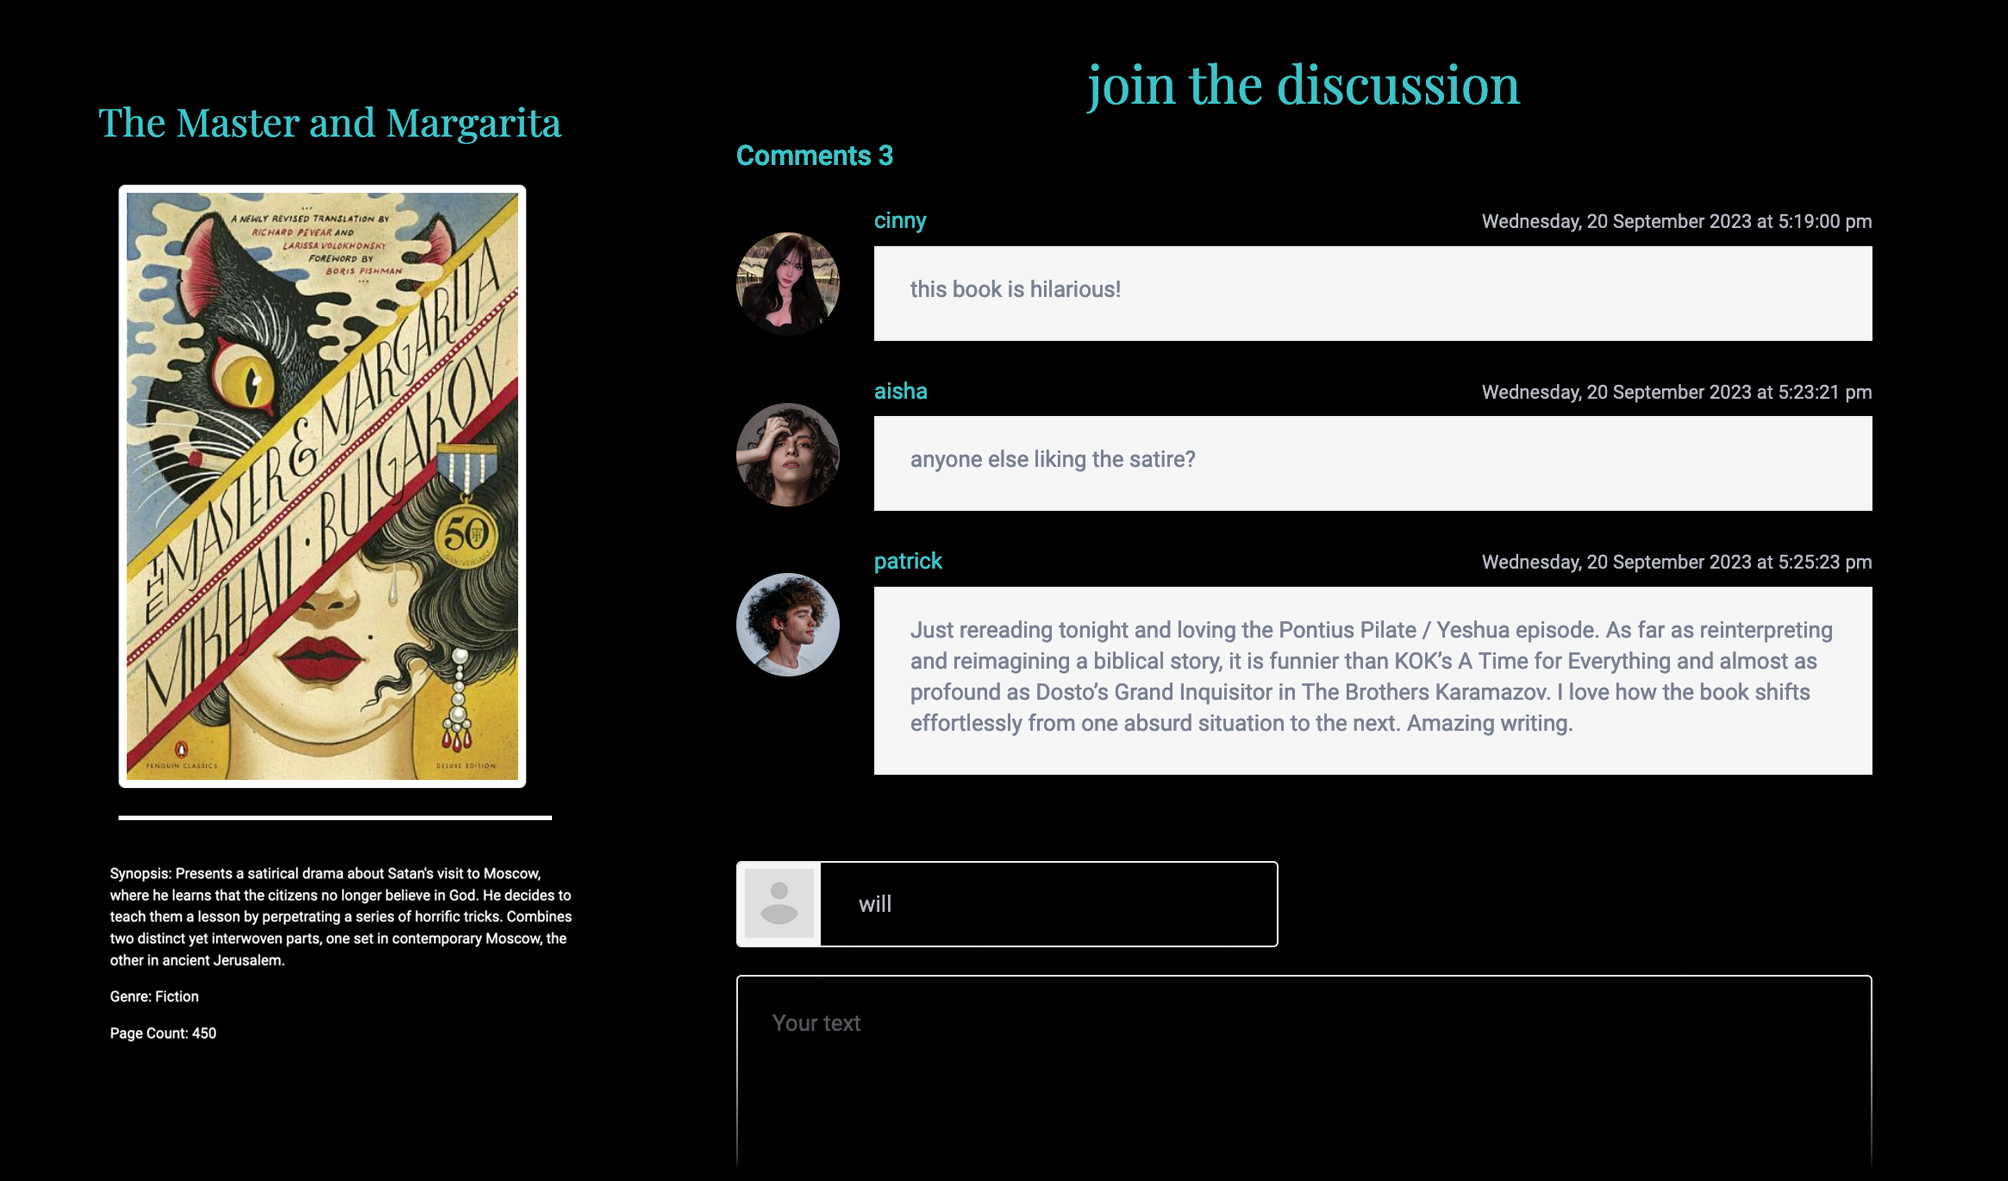 The Master and Margarita
A NEWLY REVISED TRANSLATION BY
RICHARD PEVEAR AND
LARISSA VOLOKHONSKY
FOREWORD BY
BORIS FISHMAN
THE MASTER & MARGARITA
MIKHAIL · BULGAKOV
50
ANNIVERSARY
PENGUIN CLASSICS
DELUXE EDITION
Synopsis: Presents a satirical drama about Satan's visit to Moscow,
where he learns that the citizens no longer believe in God. He decides to
teach them a lesson by perpetrating a series of horrific tricks. Combines
two distinct yet interwoven parts, one set in contemporary Moscow, the
other in ancient Jerusalem.
Genre: Fiction
Page Count: 450
join the discussion
Comments 3
cinny
Wednesday, 20 September 2023 at 5:19:00 pm
this book is hilarious!
aisha
Wednesday, 20 September 2023 at 5:23:21 pm
anyone else liking the satire?
patrick
Wednesday, 20 September 2023 at 5:25:23 pm
Just rereading tonight and loving the Pontius Pilate / Yeshua episode. As far as reinterpreting
and reimagining a biblical story, it is funnier than KOK’s A Time for Everything and almost as
profound as Dosto’s Grand Inquisitor in The Brothers Karamazov. I love how the book shifts
effortlessly from one absurd situation to the next. Amazing writing.
will
Your text